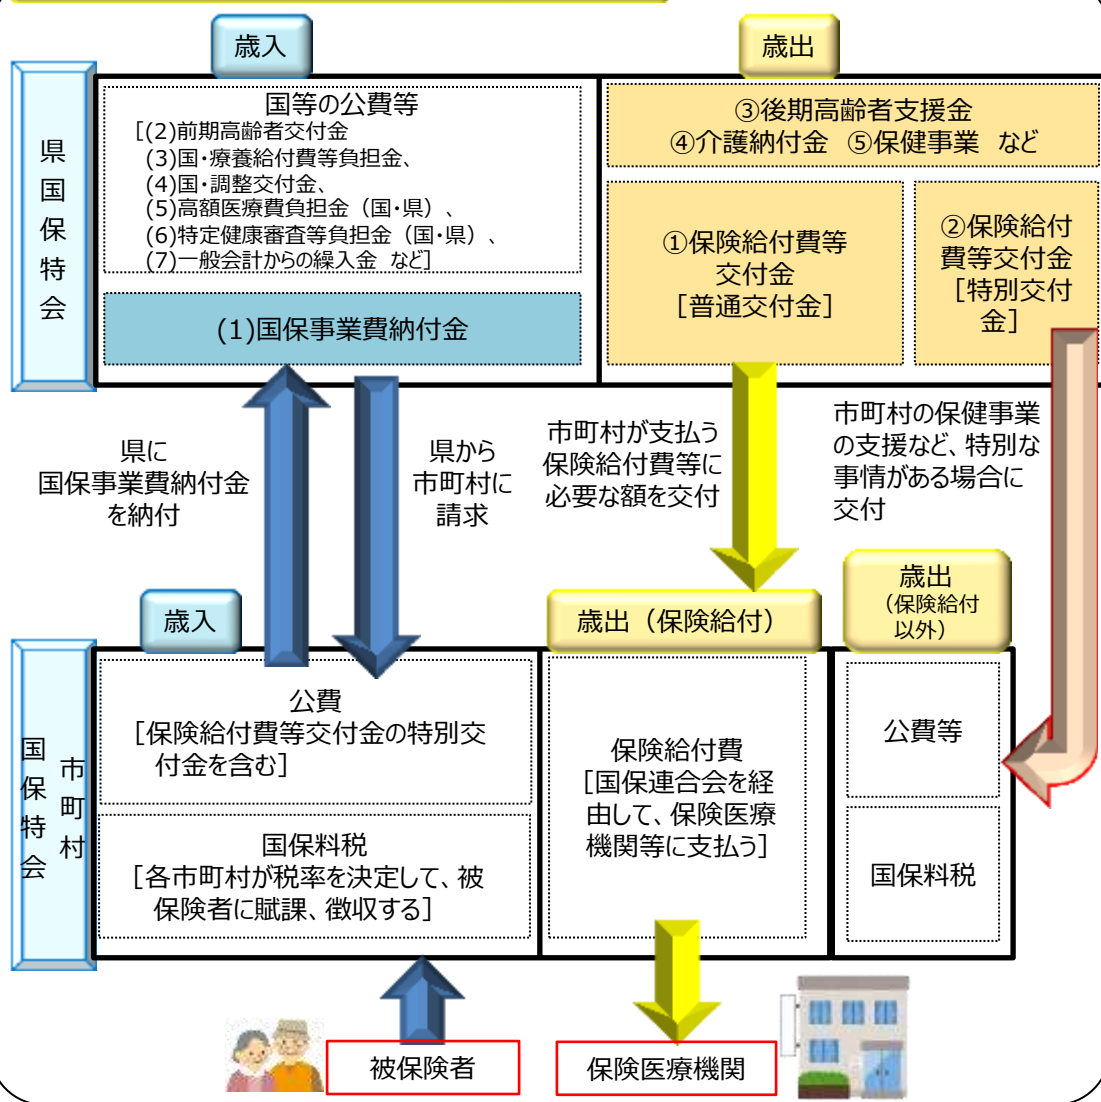 歳入
歳出
県国保特会
国等の公費等
[(2)前期高齢者交付金
(3)国・療養給付費等負担金、
(4)国・調整交付金、
(5)高額医療費負担金（国・県）、
(6)特定健康審査等負担金（国・県）、
(7)一般会計からの繰入金 など]
(1)国保事業費納付金
③後期高齢者支援金
④介護納付金 ⑤保健事業 など
①保険給付費等
交付金
[普通交付金]
②保険給付
費等交付金
[特別交付
金]
県に
国保事業費納付金
を納付
県から
市町村に
請求
市町村が支払う
保険給付費等に
必要な額を交付
市町村の保健事業
の支援など、特別な
事情がある場合に
交付
歳入
歳出（保険給付）
歳出
（保険給付
以外）
市町村
国保特会
公費
[保険給付費等交付金の特別交
付金を含む]
国保料税
[各市町村が税率を決定して、被
保険者に賦課、徴収する]
保険給付費
[国保連合会を経
由して、保険医療
機関等に支払う]
公費等
国保料税
被保険者
保険医療機関